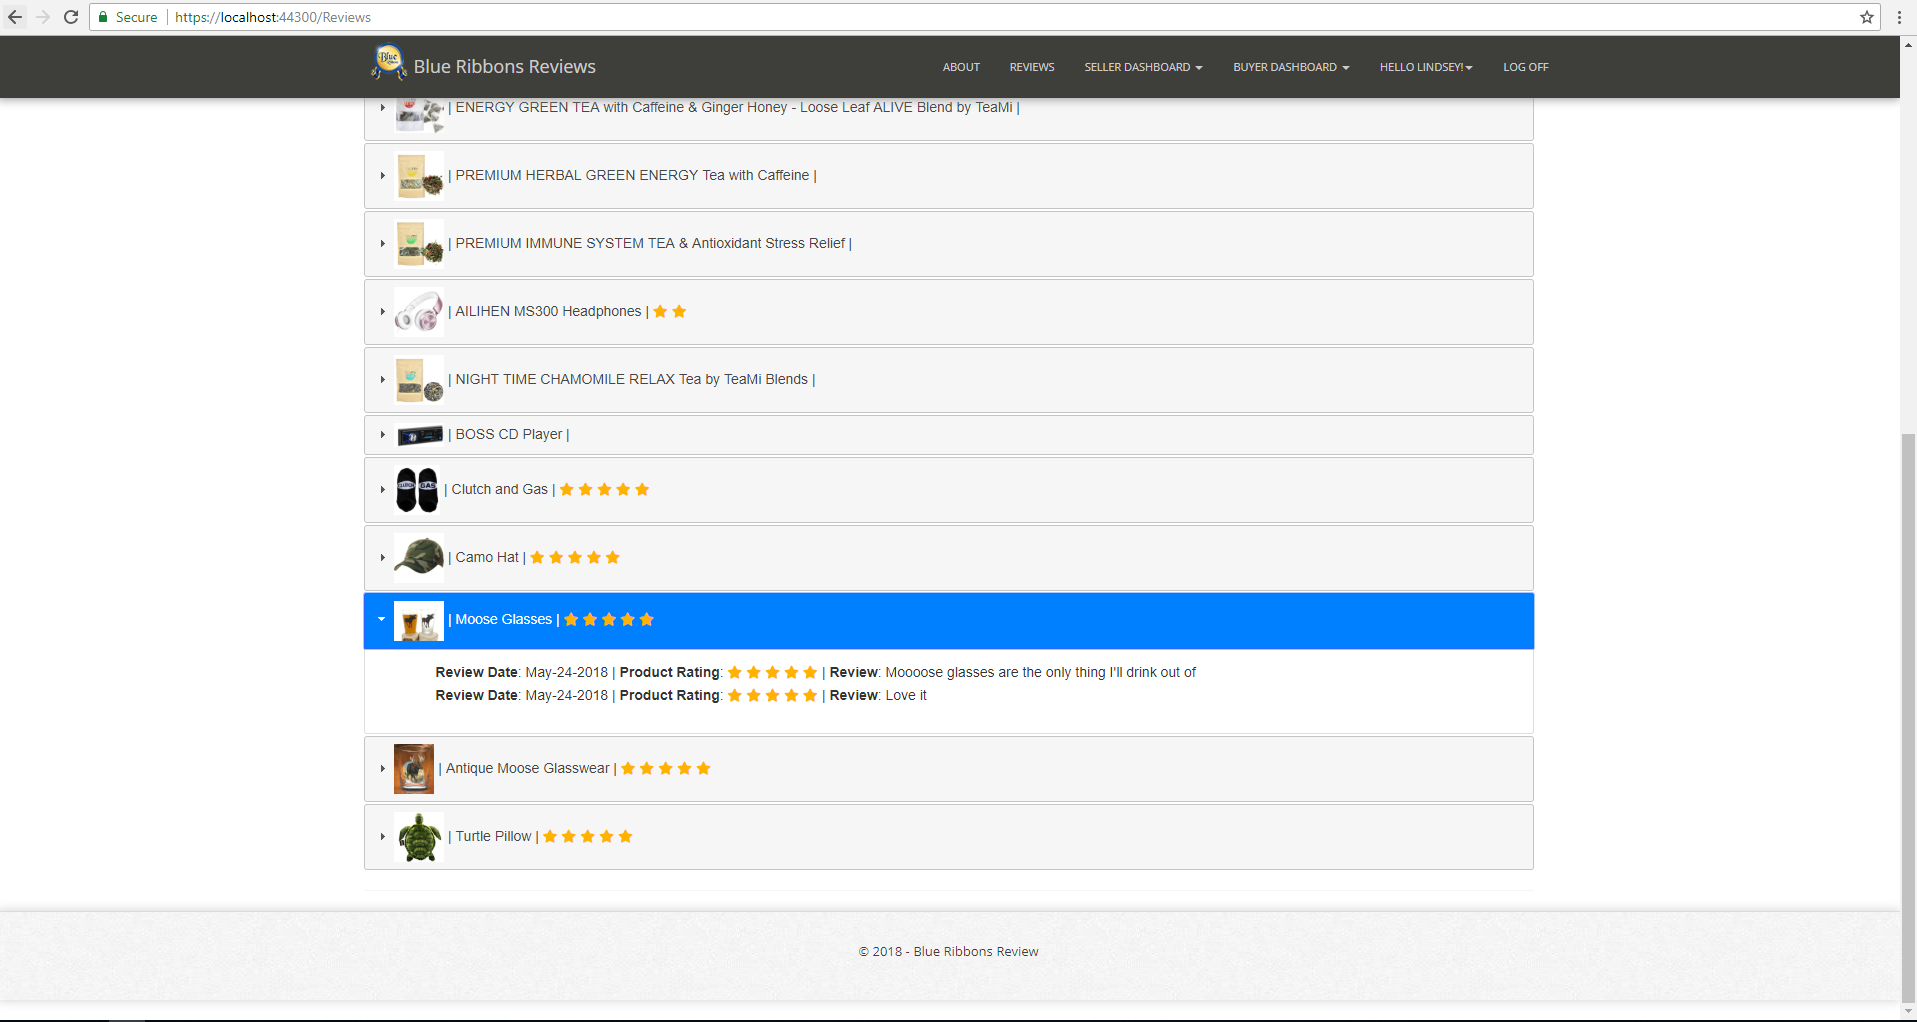 Secure | https://localhost:44300/Reviews
Blue
Blue Ribbons Reviews
ABOUT REVIEWS SELLER DASHBOARD BUYER DASHBOARD HELLO LINDSEY! LOG OFF
| ENERGY GREEN TEA with Caffeine & Ginger Honey - Loose Leaf ALIVE Blend by TeaMi |
| PREMIUM HERBAL GREEN ENERGY Tea with Caffeine |
| PREMIUM IMMUNE SYSTEM TEA & Antioxidant Stress Relief |
| AILIHEN MS300 Headphones |
| NIGHT TIME CHAMOMILE RELAX Tea by TeaMi Blends |
| BOSS CD Player |
CLUTCH GAS
| Clutch and Gas |
| Camo Hat |
| Moose Glasses |
Review Date: May-24-2018 | Product Rating: | Review: Moooose glasses are the only thing I'll drink out of
Review Date: May-24-2018 | Product Rating: | Review: Love it
| Antique Moose Glasswear |
| Turtle Pillow |
© 2018 - Blue Ribbons Review